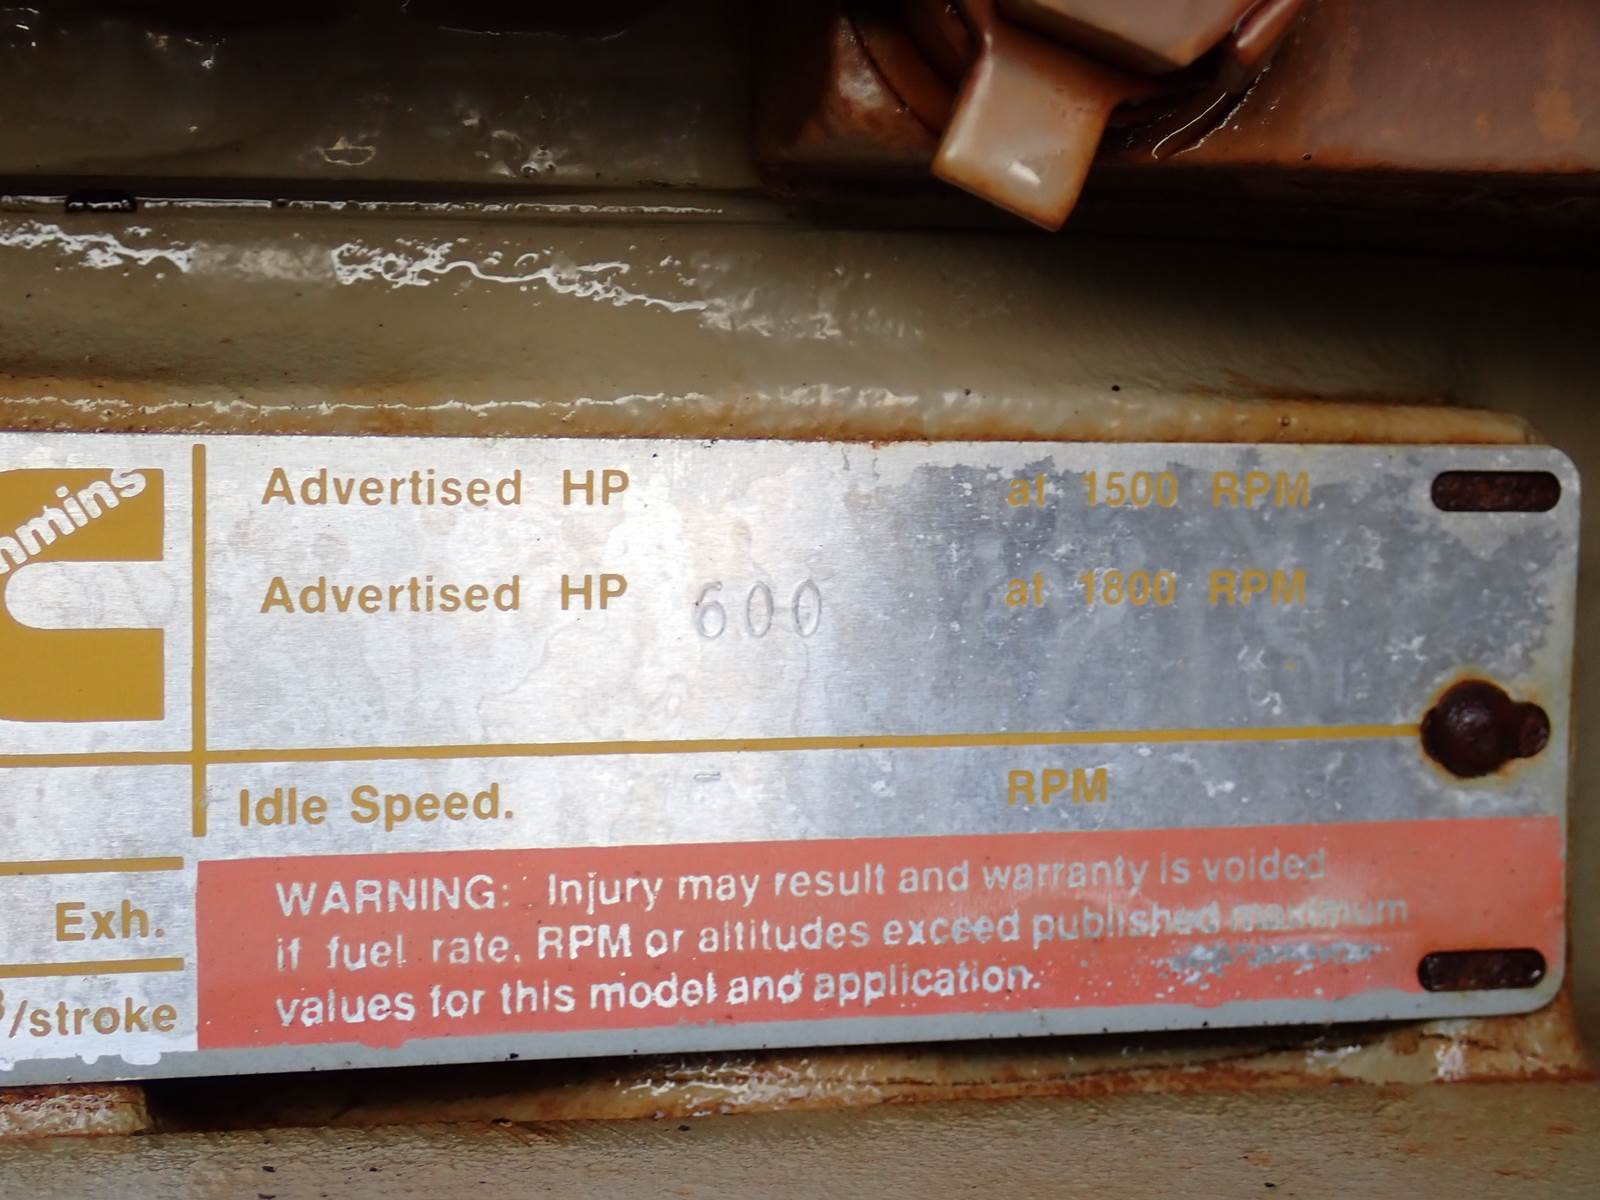 mmins
Advertised HP at 1500 RPM
Advertised HP 600 at 1800 RPM
Idle Speed. - RPM
Exh.
³/stroke
WARNING: Injury may result and warranty is voided
if fuel rate, RPM or altitudes exceed published maximum
values for this model and application.